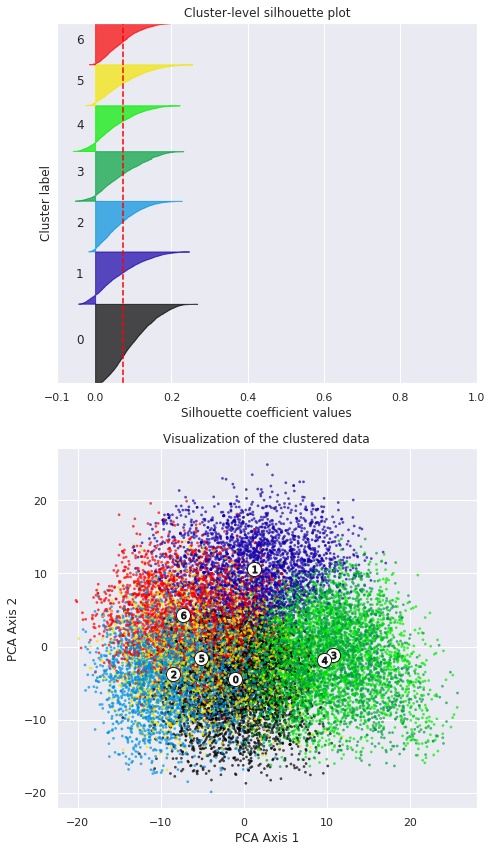 Cluster-level silhouette plot
6
5
4
3
2
1
0
Cluster label
−0.1 0.0 0.2 0.4 0.6 0.8 1.0
Silhouette coefficient values
Visualization of the clustered data
20
10
0
−10
−20
PCA Axis 2
1
6
3
4
5
2
0
−20 −10 0 10 20
PCA Axis 1